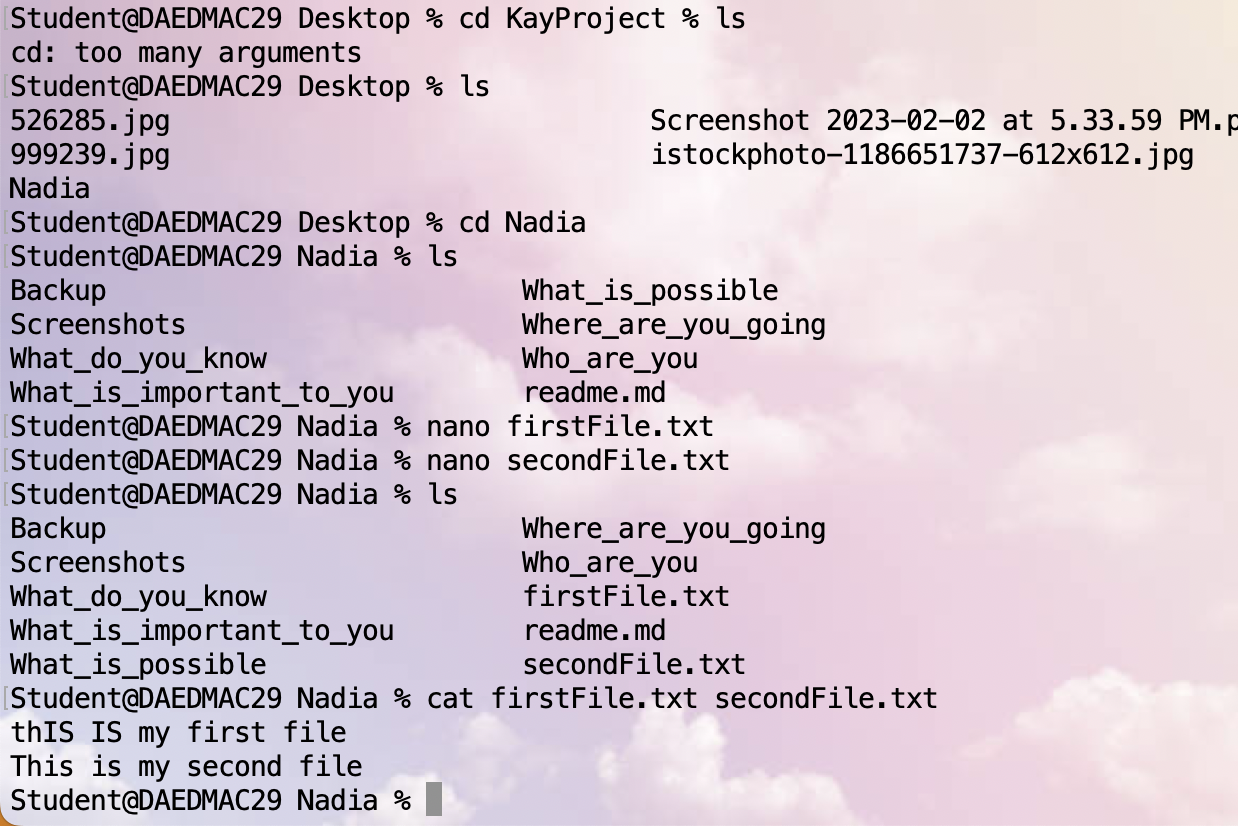 Student@DAEDMAC29 Desktop % cd KayProject % ls
cd: too many arguments
Student@DAEDMAC29 Desktop % ls
526285.jpg Screenshot 2023-02-02 at 5.33.59 PM.p
999239.jpg istockphoto-1186651737-612x612.jpg
Nadia
Student@DAEDMAC29 Desktop % cd Nadia
Student@DAEDMAC29 Nadia % ls
Backup What_is_possible
Screenshots Where_are_you_going
What_do_you_know Who_are_you
What_is_important_to_you readme.md
Student@DAEDMAC29 Nadia % nano firstFile.txt
Student@DAEDMAC29 Nadia % nano secondFile.txt
Student@DAEDMAC29 Nadia % ls
Backup Where_are_you_going
Screenshots Who_are_you
What_do_you_know firstFile.txt
What_is_important_to_you readme.md
What_is_possible secondFile.txt
Student@DAEDMAC29 Nadia % cat firstFile.txt secondFile.txt
thIS IS my first file
This is my second file
Student@DAEDMAC29 Nadia %